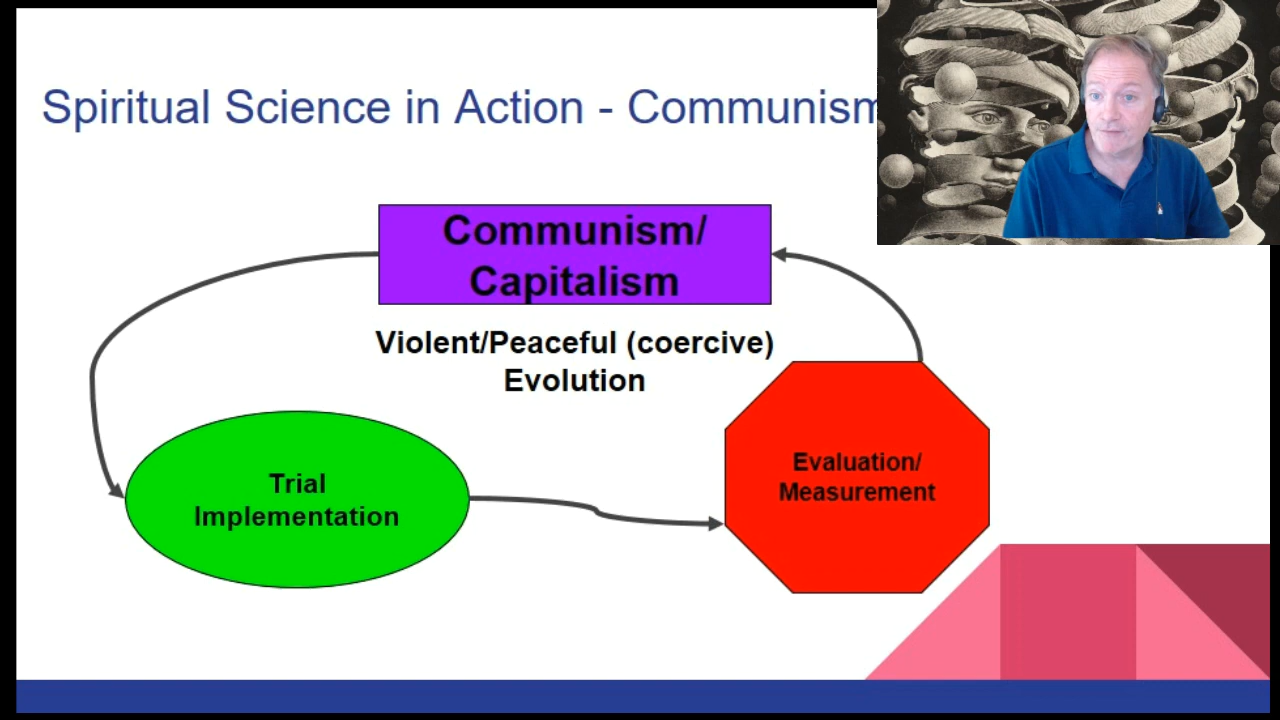 Spiritual Science in Action - Communism
Communism/
Capitalism
Violent/Peaceful (coercive)
Evolution
Trial
Implementation
Evaluation/
Measurement